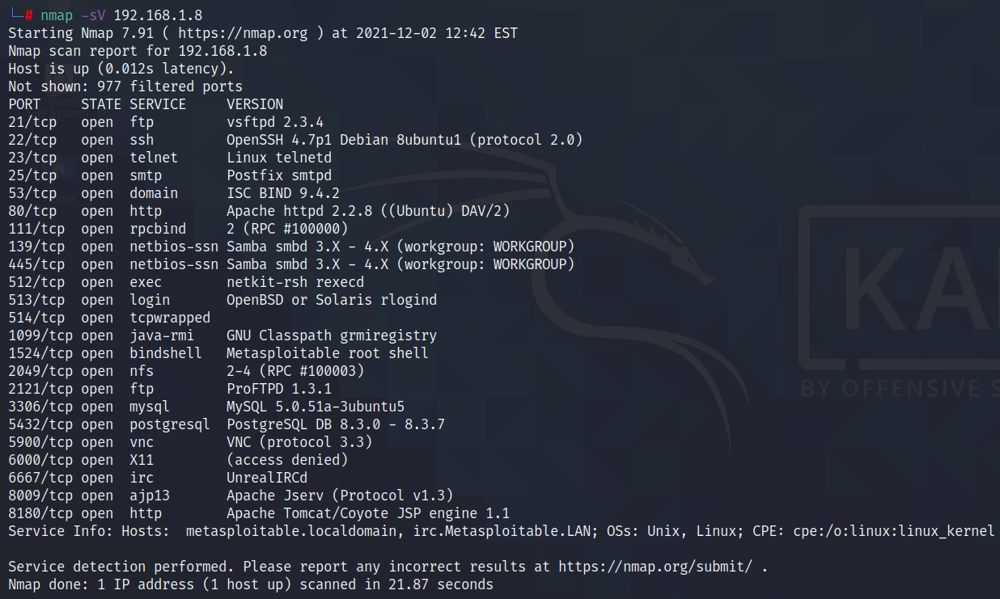 └─# nmap -sV 192.168.1.8
Starting Nmap 7.91 ( https://nmap.org ) at 2021-12-02 12:42 EST
Nmap scan report for 192.168.1.8
Host is up (0.012s latency).
Not shown: 977 filtered ports
PORT     STATE SERVICE     VERSION
21/tcp   open  ftp         vsftpd 2.3.4
22/tcp   open  ssh         OpenSSH 4.7p1 Debian 8ubuntu1 (protocol 2.0)
23/tcp   open  telnet      Linux telnetd
25/tcp   open  smtp        Postfix smtpd
53/tcp   open  domain      ISC BIND 9.4.2
80/tcp   open  http        Apache httpd 2.2.8 ((Ubuntu) DAV/2)
111/tcp  open  rpcbind     2 (RPC #100000)
139/tcp  open  netbios-ssn Samba smbd 3.X - 4.X (workgroup: WORKGROUP)
445/tcp  open  netbios-ssn Samba smbd 3.X - 4.X (workgroup: WORKGROUP)
512/tcp  open  exec        netkit-rsh rexecd
513/tcp  open  login       OpenBSD or Solaris rlogind
514/tcp  open  tcpwrapped
1099/tcp open  java-rmi    GNU Classpath grmiregistry
1524/tcp open  bindshell   Metasploitable root shell
2049/tcp open  nfs         2-4 (RPC #100003)
2121/tcp open  ftp         ProFTPD 1.3.1
3306/tcp open  mysql       MySQL 5.0.51a-3ubuntu5
5432/tcp open  postgresql  PostgreSQL DB 8.3.0 - 8.3.7
5900/tcp open  vnc         VNC (protocol 3.3)
6000/tcp open  X11         (access denied)
6667/tcp open  irc         UnrealIRCd
8009/tcp open  ajp13       Apache Jserv (Protocol v1.3)
8180/tcp open  http        Apache Tomcat/Coyote JSP engine 1.1
Service Info: Hosts:  metasploitable.localdomain, irc.Metasploitable.LAN; OSs: Unix, Linux; CPE: cpe:/o:linux:linux_kernel
Service detection performed. Please report any incorrect results at https://nmap.org/submit/ .
Nmap done: 1 IP address (1 host up) scanned in 21.87 seconds
KA
BY OFFENSIVE S